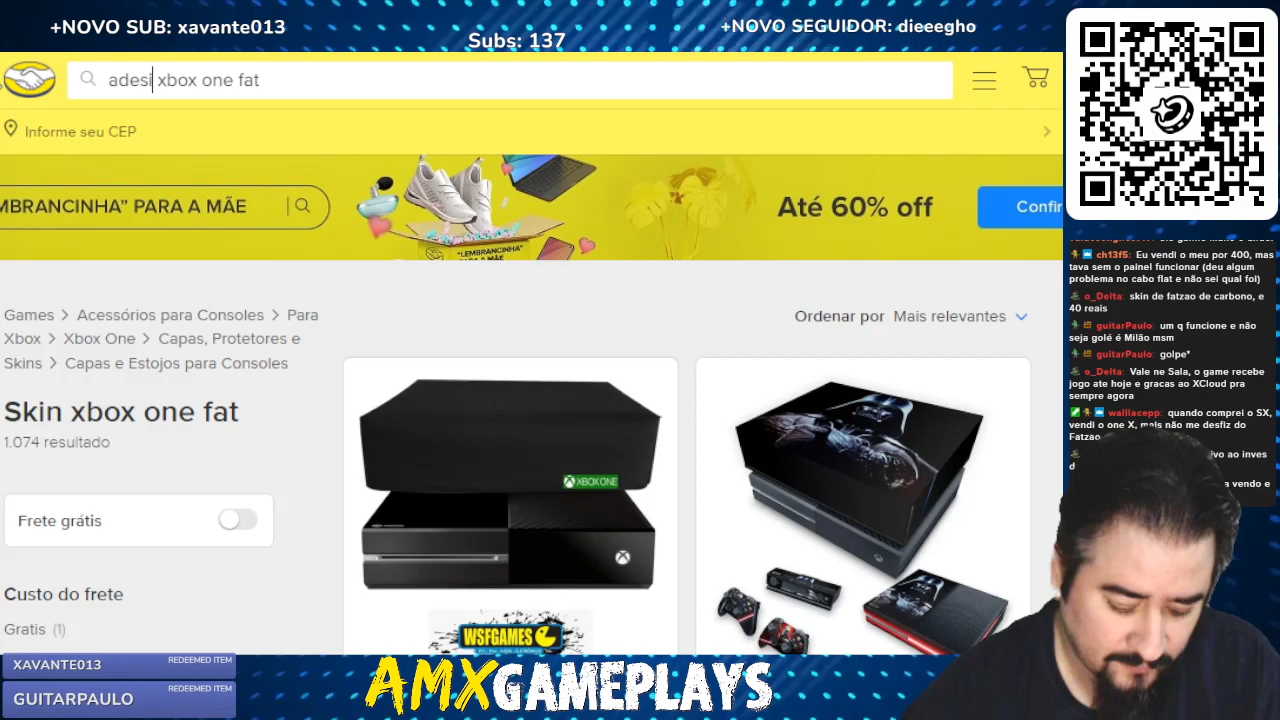 +NOVO SUB: xavante013
Subs: 137
+NOVO SEGUIDOR: dieeegho
adesi xbox one fat
Informe seu CEP
MBRANCINHA" PARA A MÃE
"LEMBRANCINHA"
PARA A MÃE
Até 60% off
Confir
Games > Acessórios para Consoles > Para
Xbox > Xbox One > Capas, Protetores e
Skins > Capas e Estojos para Consoles
Ordenar por Mais relevantes
Skin xbox one fat
1.074 resultado
Frete grátis
Custo do frete
Gratis (1)
XBOX ONE
WSFGAMES
ch13f5: Eu vendi o meu por 400, mas
tava sem o painel funcionar (deu algum
problema no cabo flat e não sei qual foi)
o_Delta: skin de fatzao de carbono, e
40 reais
guitarPaulo: um q funcione e não
seja golé é Milão msm
guitarPaulo: golpe*
o_Delta: Vale ne Sala, o game recebe
jogo ate hoje e gracas ao XCloud pra
sempre agora
waillacepp: quando comprei o SX,
vendi o one X, mais não me desfiz do
Fatzao
ivo ao inves
d
a vendo e
XAVANTE013
REDEEMED ITEM
GUITARPAULO
REDEEMED ITEM
AMXGAMEPLAYS